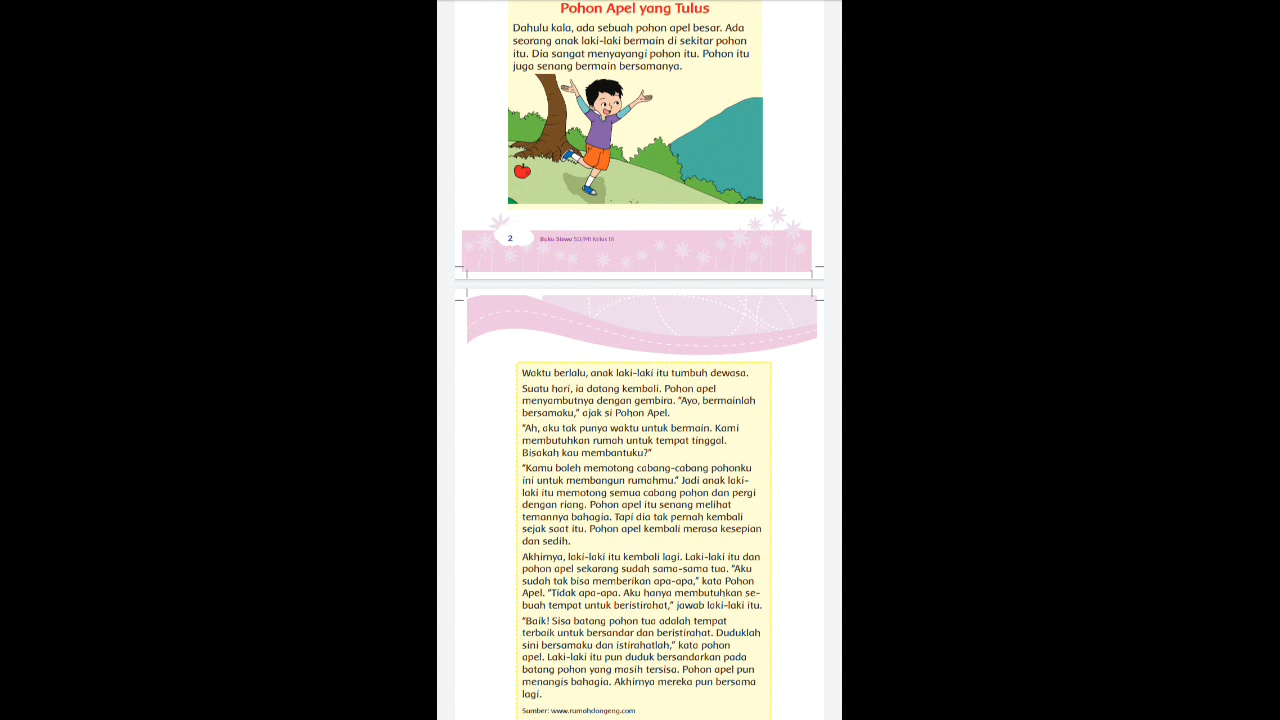 Pohon Apel yang Tulus
Dahulu kala, ada sebuah pohon apel besar. Ada
seorang anak laki-laki bermain di sekitar pohon
itu. Dia sangat menyayangi pohon itu. Pohon itu
juga senang bermain bersamanya.
2
Buku Siswa SD/MI Kelas III
Waktu berlalu, anak laki-laki itu tumbuh dewasa.
Suatu hari, ia datang kembali. Pohon apel
menyambutnya dengan gembira. “Ayo, bermainlah
bersamaku,” ajak si Pohon Apel.
“Ah, aku tak punya waktu untuk bermain. Kami
membutuhkan rumah untuk tempat tinggal.
Bisakah kau membantuku?”
“Kamu boleh memotong cabang-cabang pohonku
ini untuk membangun rumahmu.” Jadi anak laki-
laki itu memotong semua cabang pohon dan pergi
dengan riang. Pohon apel itu senang melihat
temannya bahagia. Tapi dia tak pernah kembali
sejak saat itu. Pohon apel kembali merasa kesepian
dan sedih.
Akhirnya, laki-laki itu kembali lagi. Laki-laki itu dan
pohon apel sekarang sudah sama-sama tua. “Aku
sudah tak bisa memberikan apa-apa,” kata Pohon
Apel. “Tidak apa-apa. Aku hanya membutuhkan se-
buah tempat untuk beristirahat,” jawab laki-laki itu.
“Baik! Sisa batang pohon tua adalah tempat
terbaik untuk bersandar dan beristirahat. Duduklah
sini bersamaku dan istirahatlah,” kata pohon
apel. Laki-laki itu pun duduk bersandarkan pada
batang pohon yang masih tersisa. Pohon apel pun
menangis bahagia. Akhirnya mereka pun bersama
lagi.
Sumber: www.rumahdongeng.com